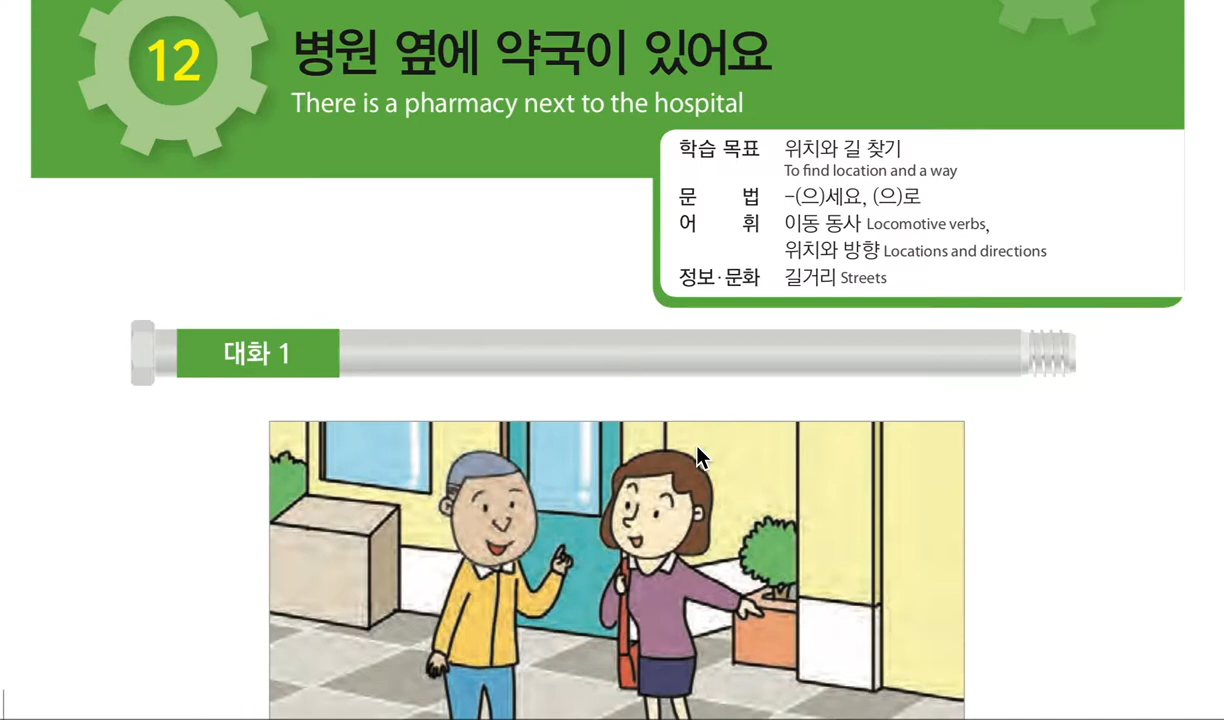 12
병원 옆에 약국이 있어요
There is a pharmacy next to the hospital
학습 목표 위치와 길 찾기
To find location and a way
문 법 –(으)세요, (으)로
어 휘 이동 동사 Locomotive verbs,
위치와 방향 Locations and directions
정보·문화 길거리 Streets
대화 1